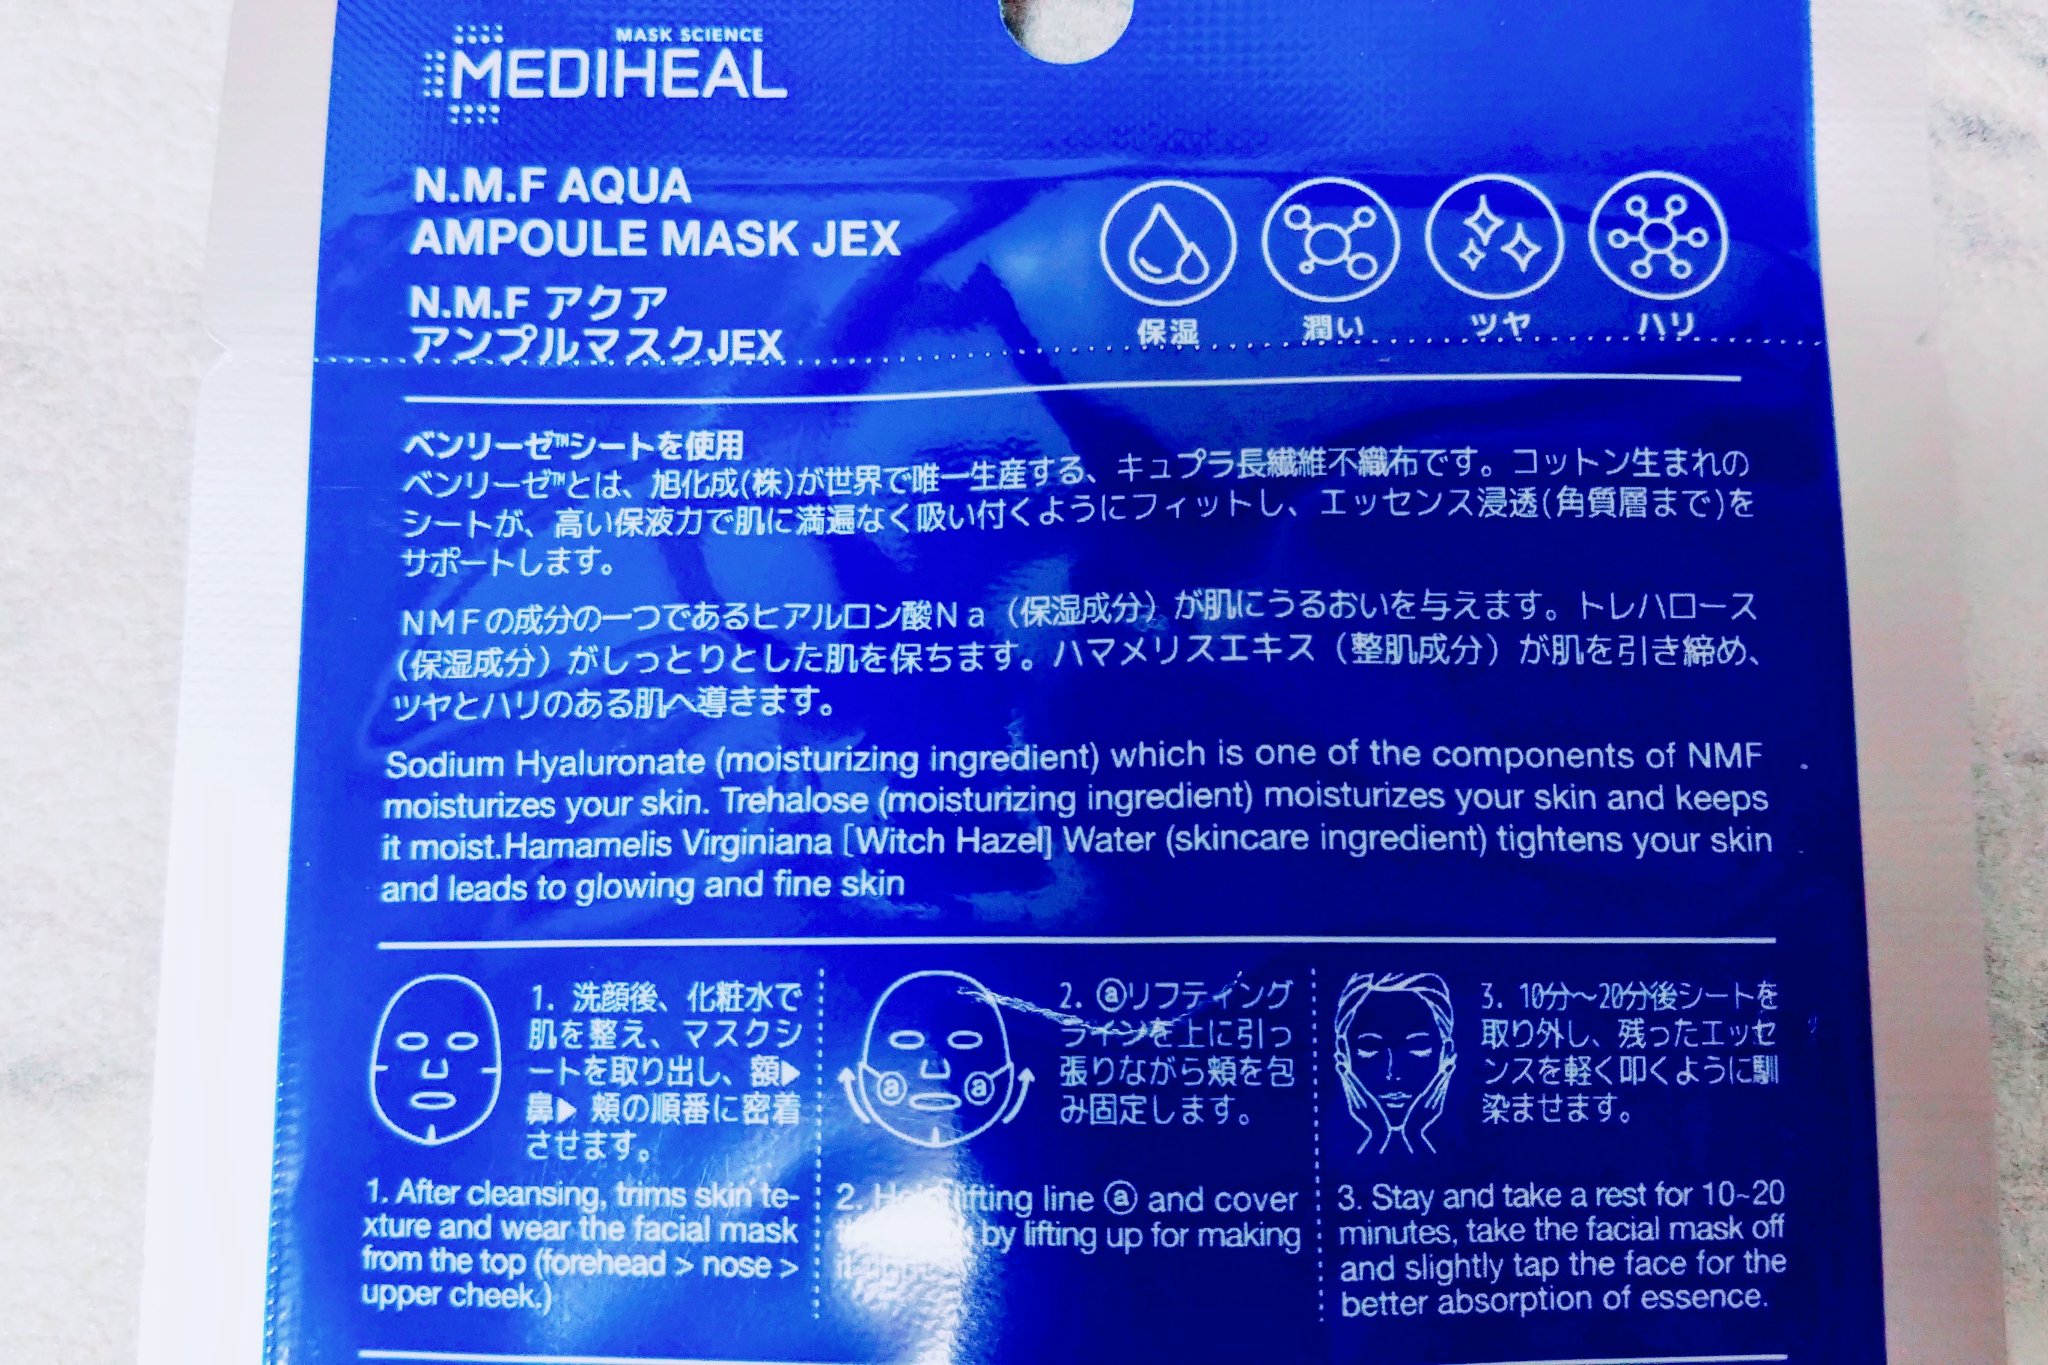 MASK SCIENCE
MEDIHEAL
N.M.F AQUA
AMPOULE MASK JEX
N.M.F アクア
アンプルマスクJEX
保湿
潤い
ツヤ
ハリ
ベンリーゼ™シートを使用
ベンリーゼ™とは、旭化成(株)が世界で唯一生産する、キュプラ長繊維不織布です。コットン生まれの
シートが、高い保液力で肌に満遍なく吸い付くようにフィットし、エッセンス浸透(角質層まで)を
サポートします。
NMFの成分の一つであるヒアルロン酸Na（保湿成分）が肌にうるおいを与えます。トレハロース
（保湿成分）がしっとりとした肌を保ちます。ハマメリスエキス（整肌成分）が肌を引き締め、
ツヤとハリのある肌へ導きます。
Sodium Hyaluronate (moisturizing ingredient) which is one of the components of NMF
moisturizes your skin. Trehalose (moisturizing ingredient) moisturizes your skin and keeps
it moist.Hamamelis Virginiana [Witch Hazel] Water (skincare ingredient) tightens your skin
and leads to glowing and fine skin
1. 洗顔後、化粧水で
肌を整え、マスクシ
ートを取り出し、額▶
鼻▶ 頬の順番に密着
させます。
1. After cleansing, trims skin te-
xture and wear the facial mask
from the top (forehead > nose >
upper cheek.)
ⓐ
ⓐ
2. ⓐリフティング
ラインを上に引っ
張りながら頬を包
み固定します。
2. lifting line ⓐ and cover
by lifting up for making
3. 10分～20分後シートを
取り外し、残ったエッセ
ンスを軽く叩くように馴
染ませます。
3. Stay and take a rest for 10~20
minutes, take the facial mask off
and slightly tap the face for the
better absorption of essence.